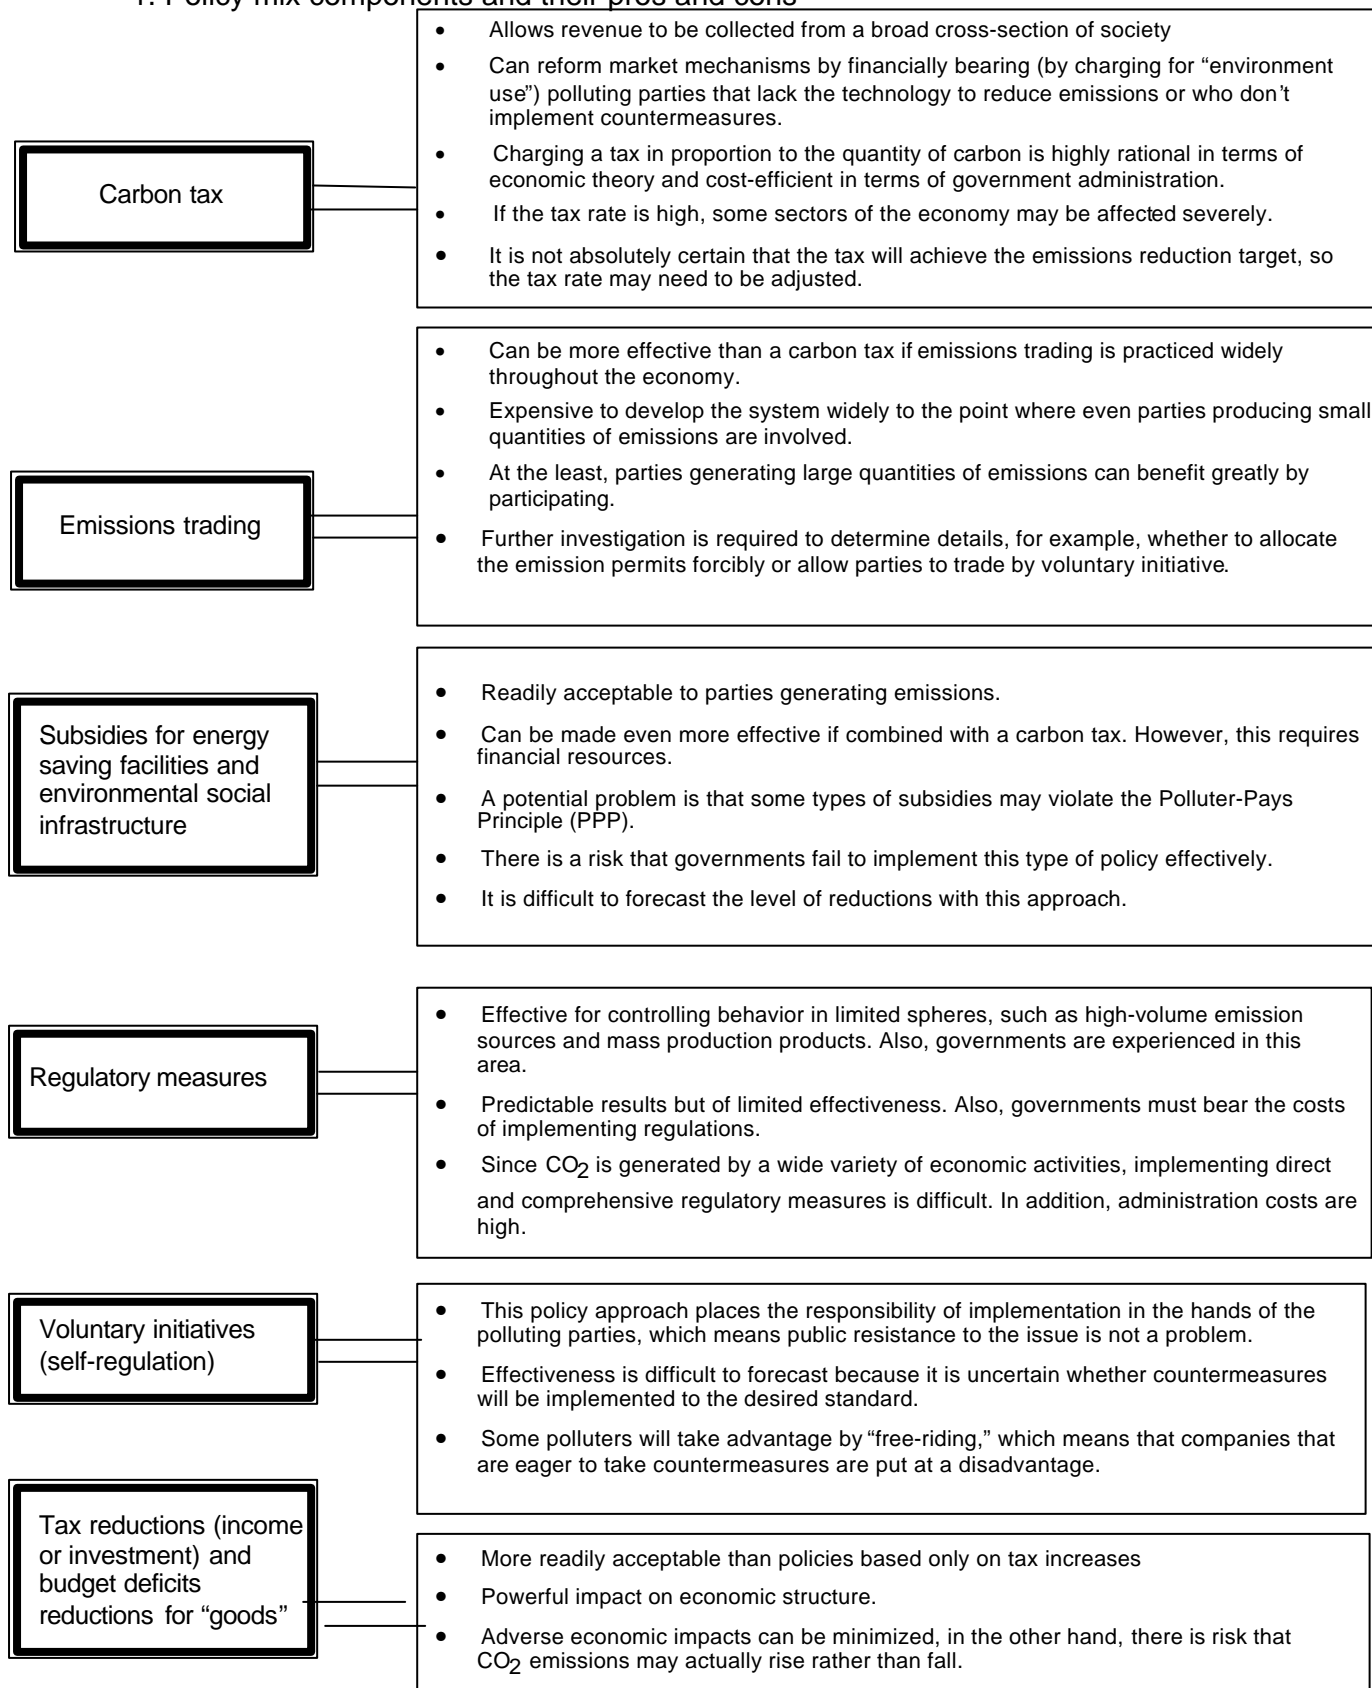 1. Policy mix components and their pros and cons
Carbon tax
• Allows revenue to be collected from a broad cross-section of society
• Can reform market mechanisms by financially bearing (by charging for “environment
use”) polluting parties that lack the technology to reduce emissions or who don’t
implement countermeasures.
• Charging a tax in proportion to the quantity of carbon is highly rational in terms of
economic theory and cost-efficient in terms of government administration.
• If the tax rate is high, some sectors of the economy may be affected severely.
• It is not absolutely certain that the tax will achieve the emissions reduction target, so
the tax rate may need to be adjusted.
Emissions trading
• Can be more effective than a carbon tax if emissions trading is practiced widely
throughout the economy.
• Expensive to develop the system widely to the point where even parties producing small
quantities of emissions are involved.
• At the least, parties generating large quantities of emissions can benefit greatly by
participating.
• Further investigation is required to determine details, for example, whether to allocate
the emission permits forcibly or allow parties to trade by voluntary initiative.
Subsidies for energy
saving facilities and
environmental social
infrastructure
• Readily acceptable to parties generating emissions.
• Can be made even more effective if combined with a carbon tax. However, this requires
financial resources.
• A potential problem is that some types of subsidies may violate the Polluter-Pays
Principle (PPP).
• There is a risk that governments fail to implement this type of policy effectively.
• It is difficult to forecast the level of reductions with this approach.
Regulatory measures
• Effective for controlling behavior in limited spheres, such as high-volume emission
sources and mass production products. Also, governments are experienced in this
area.
• Predictable results but of limited effectiveness. Also, governments must bear the costs
of implementing regulations.
• Since CO2 is generated by a wide variety of economic activities, implementing direct
and comprehensive regulatory measures is difficult. In addition, administration costs are
high.
Voluntary initiatives
(self-regulation)
• This policy approach places the responsibility of implementation in the hands of the
polluting parties, which means public resistance to the issue is not a problem.
• Effectiveness is difficult to forecast because it is uncertain whether countermeasures
will be implemented to the desired standard.
• Some polluters will take advantage by “free-riding,” which means that companies that
are eager to take countermeasures are put at a disadvantage.
Tax reductions (income
or investment) and
budget deficits
reductions for “goods”
• More readily acceptable than policies based only on tax increases
• Powerful impact on economic structure.
• Adverse economic impacts can be minimized, in the other hand, there is risk that
CO2 emissions may actually rise rather than fall.